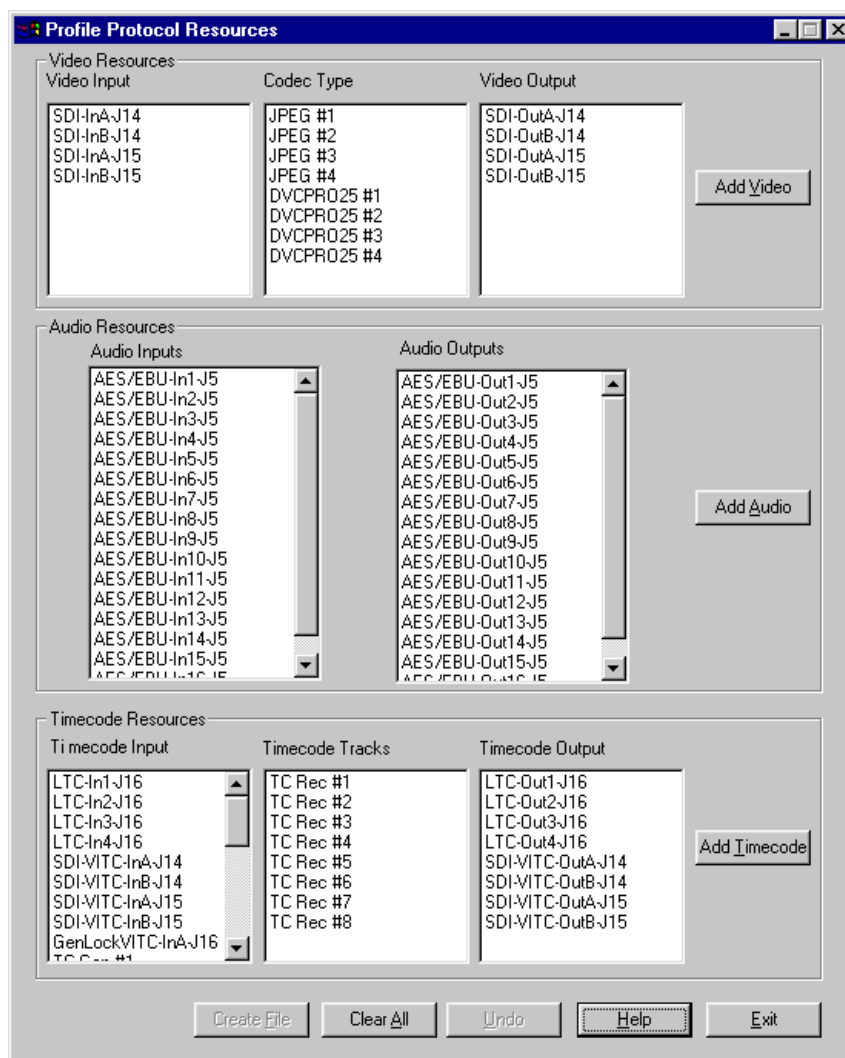 Profile Protocol Resources
Video Resources
Video Input
Codec Type
Video Output
SDI-InA-J14
SDI-InB-J14
SDI-InA-J15
SDI-InB-J15
JPEG #1
JPEG #2
JPEG #3
JPEG #4
DVCPRO25 #1
DVCPRO25 #2
DVCPRO25 #3
DVCPRO25 #4
SDI-OutA-J14
SDI-OutB-J14
SDI-OutA-J15
SDI-OutB-J15
Add Video
Audio Resources
Audio Inputs
Audio Outputs
AES/EBU-In1-J5
AES/EBU-In2-J5
AES/EBU-In3-J5
AES/EBU-In4-J5
AES/EBU-In5-J5
AES/EBU-In6-J5
AES/EBU-In7-J5
AES/EBU-In8-J5
AES/EBU-In9-J5
AES/EBU-In10-J5
AES/EBU-In11-J5
AES/EBU-In12-J5
AES/EBU-In13-J5
AES/EBU-In14-J5
AES/EBU-In15-J5
AES/EBU-In16-J5
AES/EBU-Out1-J5
AES/EBU-Out2-J5
AES/EBU-Out3-J5
AES/EBU-Out4-J5
AES/EBU-Out5-J5
AES/EBU-Out6-J5
AES/EBU-Out7-J5
AES/EBU-Out8-J5
AES/EBU-Out9-J5
AES/EBU-Out10-J5
AES/EBU-Out11-J5
AES/EBU-Out12-J5
AES/EBU-Out13-J5
AES/EBU-Out14-J5
AES/EBU-Out15-J5
AES/EBU-Out16-J5
Add Audio
Timecode Resources
Ti mecode Input
Timecode Tracks
Timecode Output
LTC-In1-J16
LTC-In2-J16
LTC-In3-J16
LTC-In4-J16
SDI-VITC-InA-J14
SDI-VITC-InB-J14
SDI-VITC-InA-J15
SDI-VITC-InB-J15
GenLockVITC-InA-J16
TC Gen #1
TC Rec #1
TC Rec #2
TC Rec #3
TC Rec #4
TC Rec #5
TC Rec #6
TC Rec #7
TC Rec #8
LTC-Out1-J16
LTC-Out2-J16
LTC-Out3-J16
LTC-Out4-J16
SDI-VITC-OutA-J14
SDI-VITC-OutB-J14
SDI-VITC-OutA-J15
SDI-VITC-OutB-J15
Add Timecode
Create File
Clear All
Undo
Help
Exit